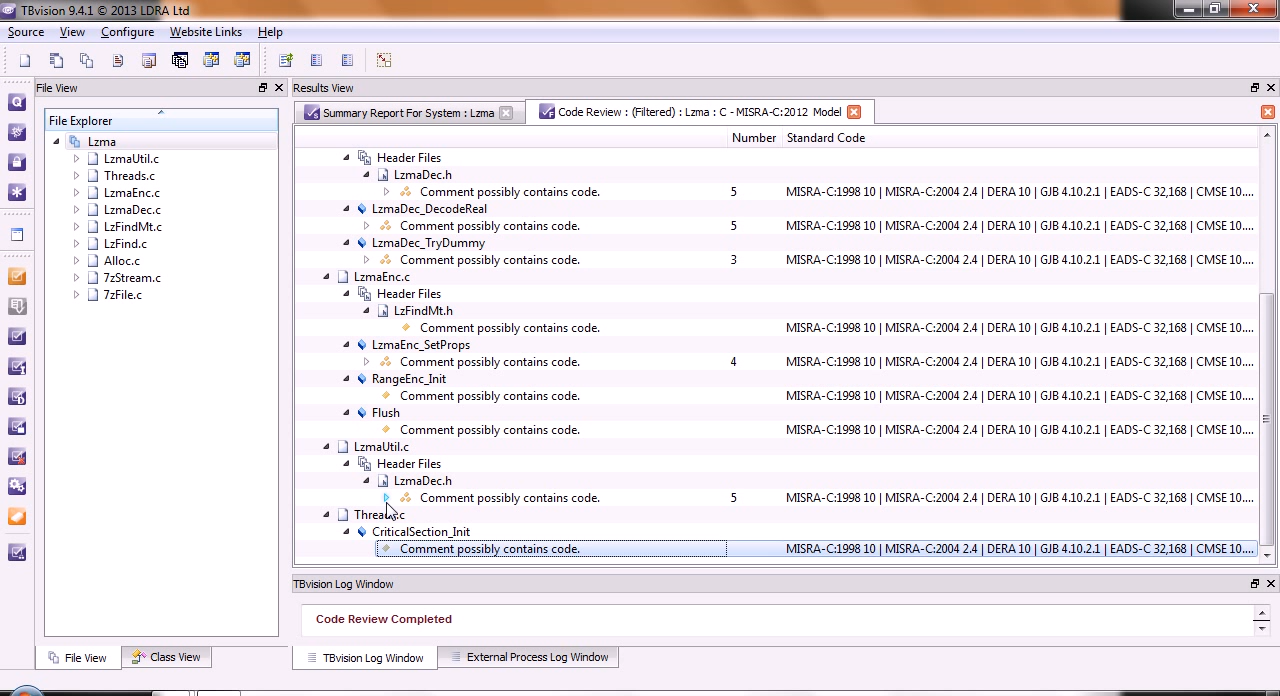 TBvision 9.4.1 © 2013 LDRA Ltd
Source View Configure Website Links Help
File View
Results View
File Explorer
Lzma
LzmaUtil.c
Threads.c
LzmaEnc.c
LzmaDec.c
LzFindMt.c
LzFind.c
Alloc.c
7zStream.c
7zFile.c
Summary Report For System : Lzma
Code Review : (Filtered) : Lzma : C - MISRA-C:2012 Model
Number Standard Code
Header Files
LzmaDec.h
Comment possibly contains code. 5 MISRA-C:1998 10 | MISRA-C:2004 2.4 | DERA 10 | GJB 4.10.2.1 | EADS-C 32,168 | CMSE 10....
LzmaDec_DecodeReal
Comment possibly contains code. 5 MISRA-C:1998 10 | MISRA-C:2004 2.4 | DERA 10 | GJB 4.10.2.1 | EADS-C 32,168 | CMSE 10....
LzmaDec_TryDummy
Comment possibly contains code. 3 MISRA-C:1998 10 | MISRA-C:2004 2.4 | DERA 10 | GJB 4.10.2.1 | EADS-C 32,168 | CMSE 10....
LzmaEnc.c
Header Files
LzFindMt.h
Comment possibly contains code. MISRA-C:1998 10 | MISRA-C:2004 2.4 | DERA 10 | GJB 4.10.2.1 | EADS-C 32,168 | CMSE 10....
LzmaEnc_SetProps
Comment possibly contains code. 4 MISRA-C:1998 10 | MISRA-C:2004 2.4 | DERA 10 | GJB 4.10.2.1 | EADS-C 32,168 | CMSE 10....
RangeEnc_Init
Comment possibly contains code. MISRA-C:1998 10 | MISRA-C:2004 2.4 | DERA 10 | GJB 4.10.2.1 | EADS-C 32,168 | CMSE 10....
Flush
Comment possibly contains code. MISRA-C:1998 10 | MISRA-C:2004 2.4 | DERA 10 | GJB 4.10.2.1 | EADS-C 32,168 | CMSE 10....
LzmaUtil.c
Header Files
LzmaDec.h
Comment possibly contains code. 5 MISRA-C:1998 10 | MISRA-C:2004 2.4 | DERA 10 | GJB 4.10.2.1 | EADS-C 32,168 | CMSE 10....
Threads.c
CriticalSection_Init
Comment possibly contains code. MISRA-C:1998 10 | MISRA-C:2004 2.4 | DERA 10 | GJB 4.10.2.1 | EADS-C 32,168 | CMSE 10....
TBvision Log Window
Code Review Completed
File View Class View
TBvision Log Window External Process Log Window